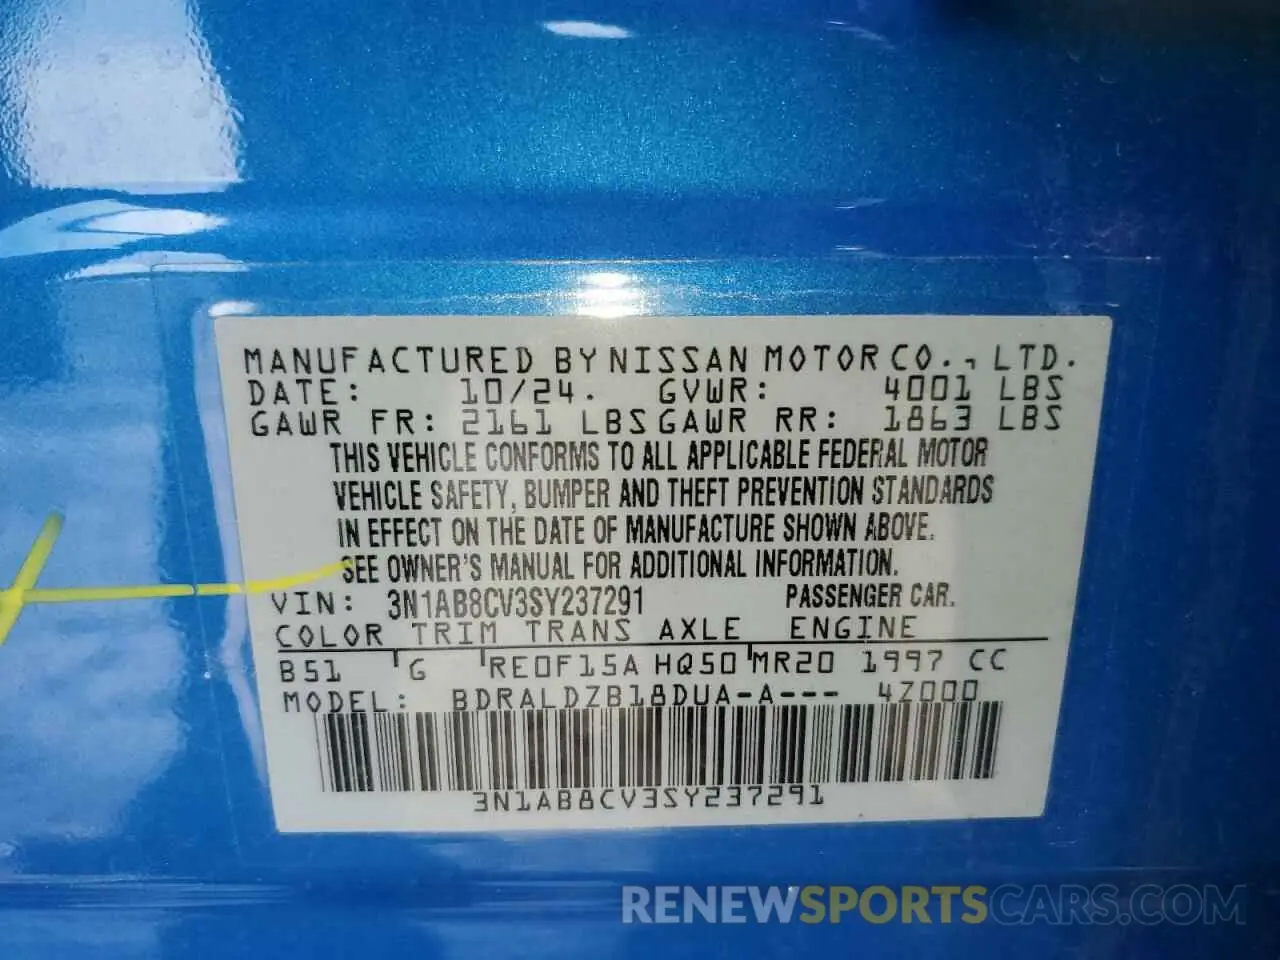 MANUFACTURED BY NISSAN MOTOR CO., LTD.
DATE: 10/24. GVWR: 4001 LBS
GAWR FR: 2161 LBS GAWR RR: 1863 LBS
THIS VEHICLE CONFORMS TO ALL APPLICABLE FEDERAL MOTOR
VEHICLE SAFETY, BUMPER AND THEFT PREVENTION STANDARDS
IN EFFECT ON THE DATE OF MANUFACTURE SHOWN ABOVE.
SEE OWNER'S MANUAL FOR ADDITIONAL INFORMATION.
VIN: 3N1AB8CV3SY237291 PASSENGER CAR.
COLOR TRIM TRANS AXLE ENGINE
B51 G RE0F15A HQ50 MR20 1997 CC
MODEL: BDRALDZB18DUA-A--- 4Z000
3N1AB8CV3SY237291
RENEWSPORTSCARS.COM